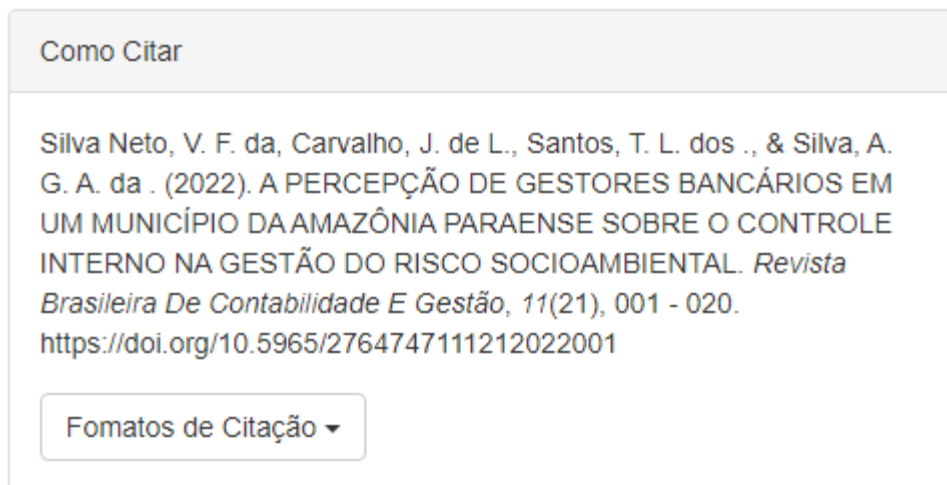 Como Citar
Silva Neto, V. F. da, Carvalho, J. de L., Santos, T. L. dos ., & Silva, A.
G. A. da . (2022). A PERCEPÇÃO DE GESTORES BANCÁRIOS EM
UM MUNICÍPIO DA AMAZÔNIA PARAENSE SOBRE O CONTROLE
INTERNO NA GESTÃO DO RISCO SOCIOAMBIENTAL. Revista
Brasileira De Contabilidade E Gestão, 11(21), 001 - 020.
https://doi.org/10.5965/2764747111212022001
Fomatos de Citação